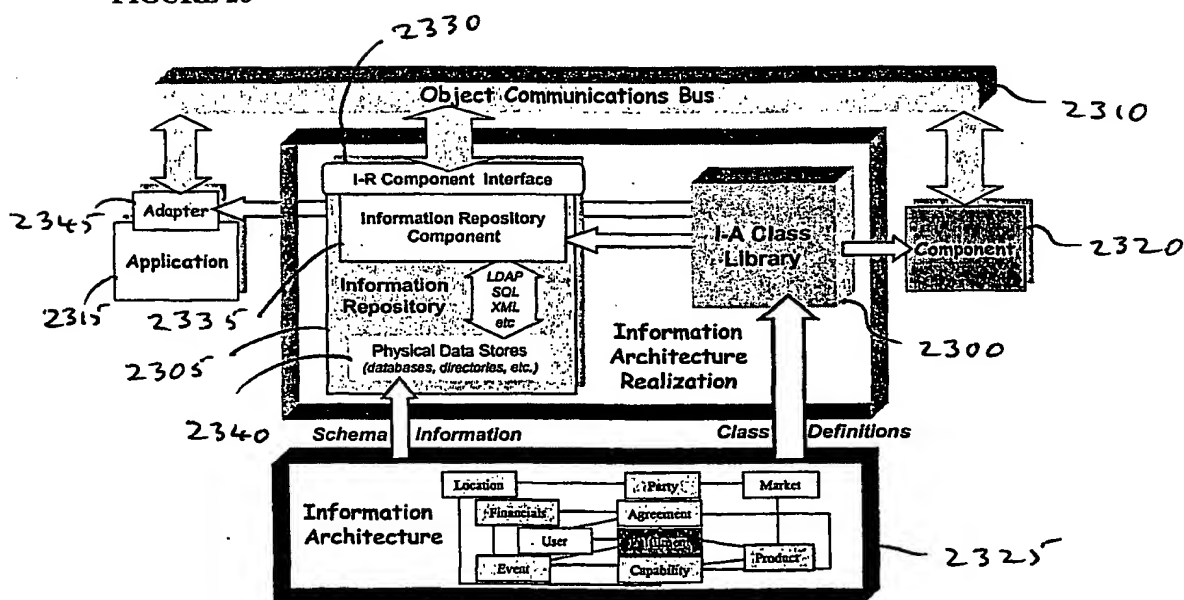 2330
Object Communications Bus
2310
I-R Component Interface
2345
Adapter
Information Repository
Component
I-A Class
Library
Component
2320
Application
LDAP
SQL
XML
etc
Information
Repository
2315
2335
Physical Data Stores
(databases, directories, etc.)
Information
Architecture
Realization
2300
2305
2340
Schema Information
Class Definitions
Location
Party
Market
Financials
Agreement
Information
Architecture
User
Product
Event
Capability
2325